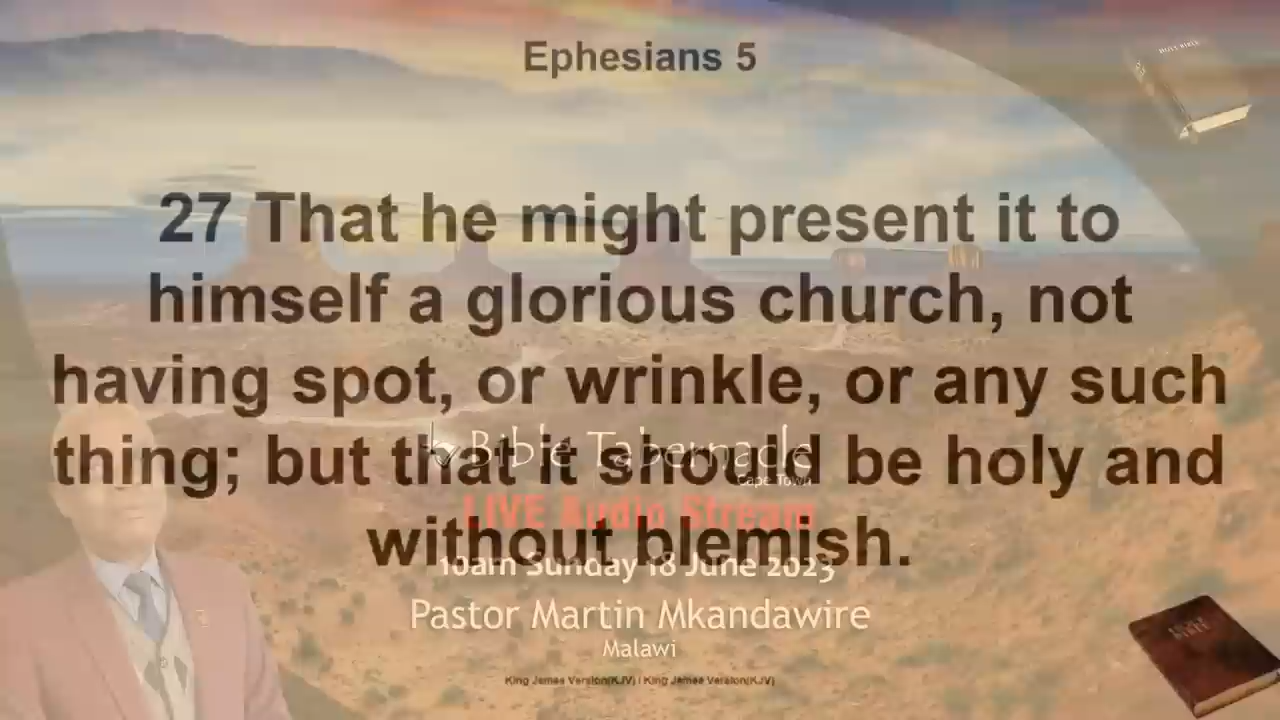 Ephesians 5
HOLY BIBLE
27 That he might present it to
himself a glorious church, not
having spot, or wrinkle, or any such
thing; but that it should be holy and
Bible Tabernacle
Cape Town
LIVE Audio Stream
without blemish.
10am Sunday 18 June 2023
Pastor Martin Mkandawire
Malawi
King James Version(KJV) / King James Version(KJV)